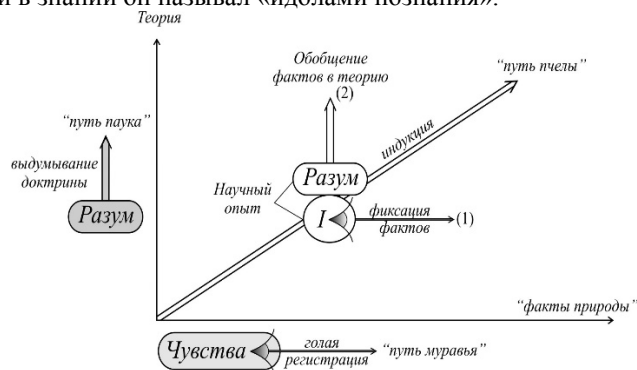 и в знании он называл «идолами познания».
Теория
Обобщение
фактов в теорию
(2)
"путь пчелы"
"путь паука"
индукция
выдумывание
доктрины
Разум
Научный
опыт
Разум
I
фиксация
фактов
(1)
"факты природы"
Чувства
голая
регистрация
"путь муравья"